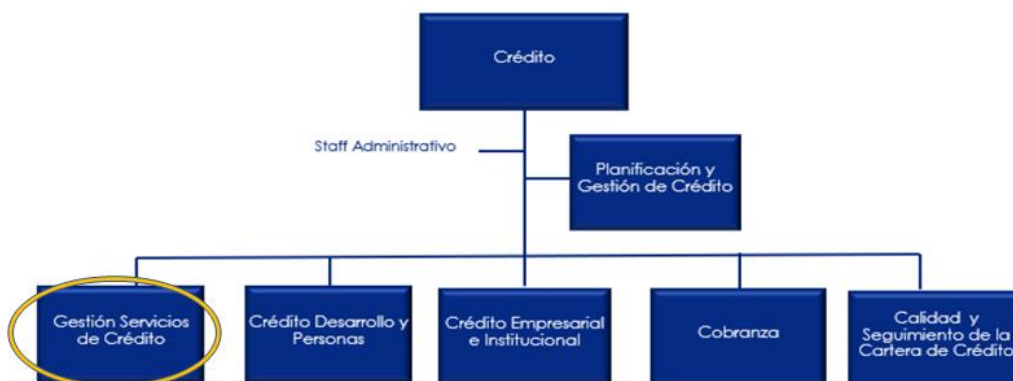 Crédito
Staff Administrativo
Planificación y
Gestión de Crédito
Gestión Servicios
de Crédito
Crédito Desarrollo y
Personas
Crédito Empresarial
e Institucional
Cobranza
Calidad y
Seguimiento de la
Cartera de Crédito